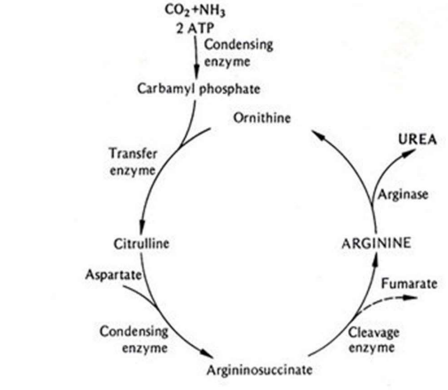 CO2+NH3
2 ATP
Condensing
enzyme
Carbamyl phosphate
Ornithine
UREA
Transfer
enzyme
Arginase
Citrulline
ARGININE
Aspartate
Fumarate
Condensing
enzyme
Cleavage
enzyme
Argininosuccinate